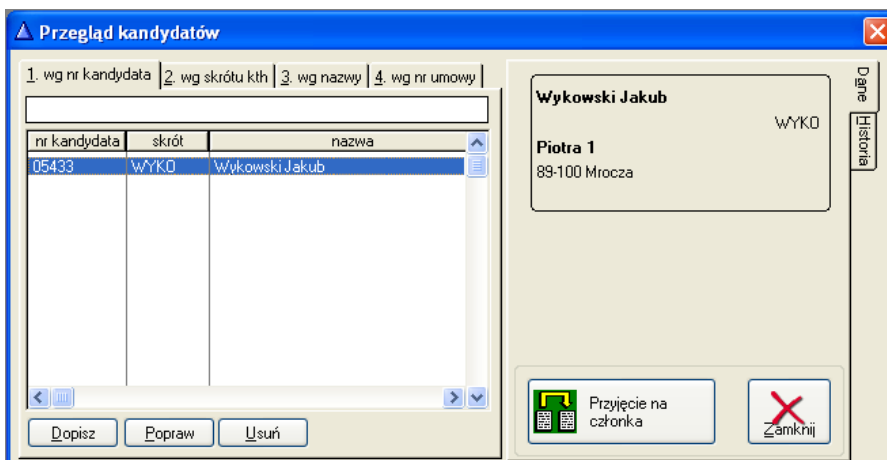 Przegląd kandydatów
1. wg nr kandydata 2. wg skrótu kth 3. wg nazwy 4. wg nr umowy
nr kandydata skrót nazwa
05433 WYKO Wykowski Jakub
Dopisz Popraw Usuń
Wykowski Jakub
WYKO
Piotra 1
89-100 Mrocza
Przyjęcie na
członka
Zamknij
Dane
Historia